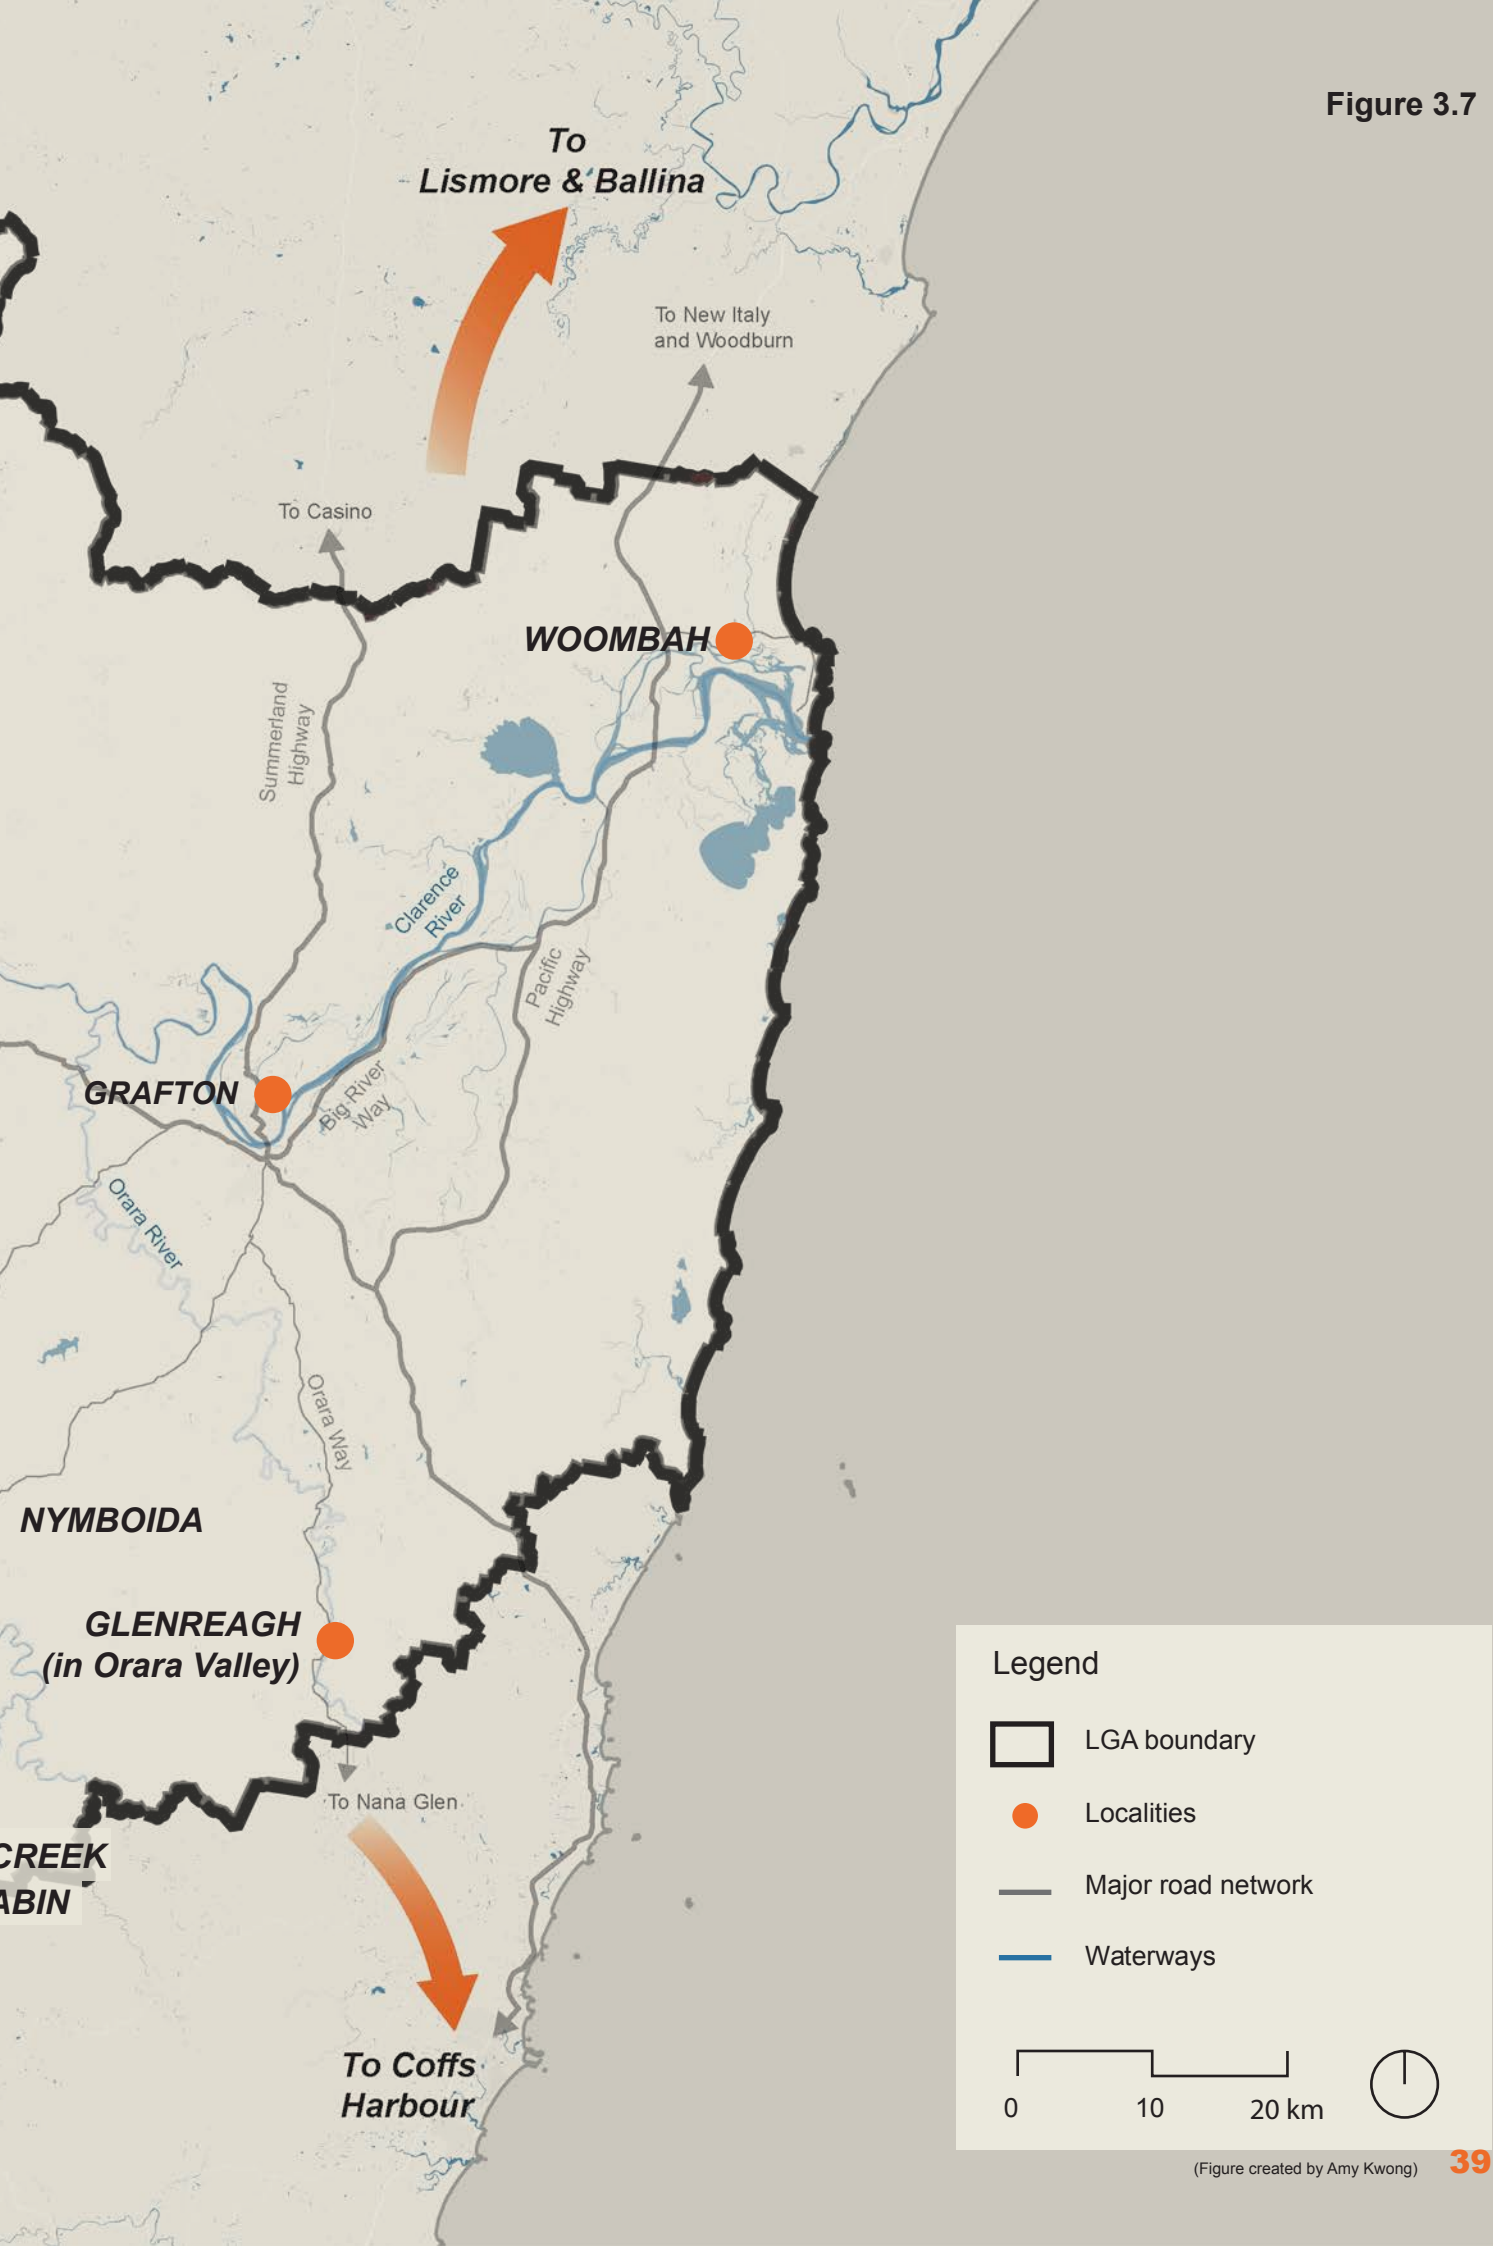 Figure 3.7
To
Lismore & Ballina
To New Italy
and Woodburn
To Casino
WOOMBAH
Summerland
Highway
Clarence
River
Pacific
Highway
GRAFTON
Big River
Way
Orara River
Orara Way
NYMBOIDA
GLENREAGH
(in Orara Valley)
To Nana Glen
CREEK
ABIN
To Coffs
Harbour
Legend
LGA boundary
Localities
Major road network
Waterways
0 10 20 km
(Figure created by Amy Kwong)
39